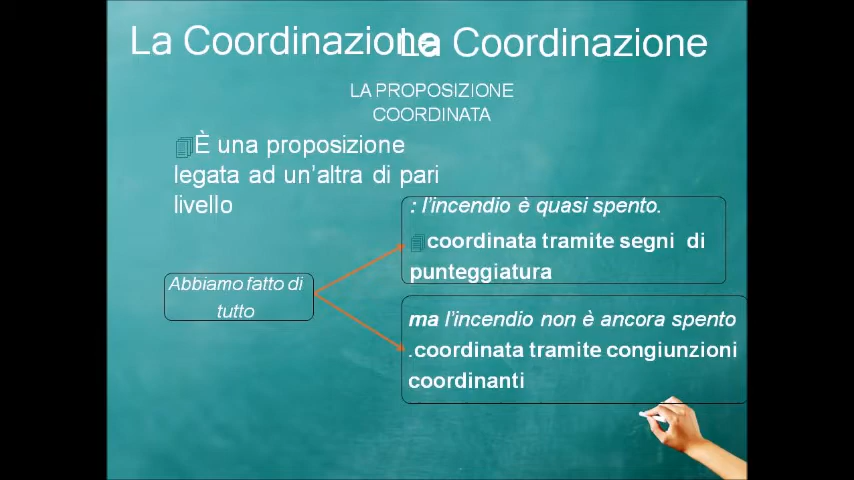 La Coordinazione
La Coordinazione
LA PROPOSIZIONE
COORDINATA
È una proposizione
legata ad un'altra di pari
livello
: l'incendio è quasi spento.
coordinata tramite segni di
punteggiatura
Abbiamo fatto di
tutto
ma l'incendio non è ancora spento
.coordinata tramite congiunzioni
coordinanti